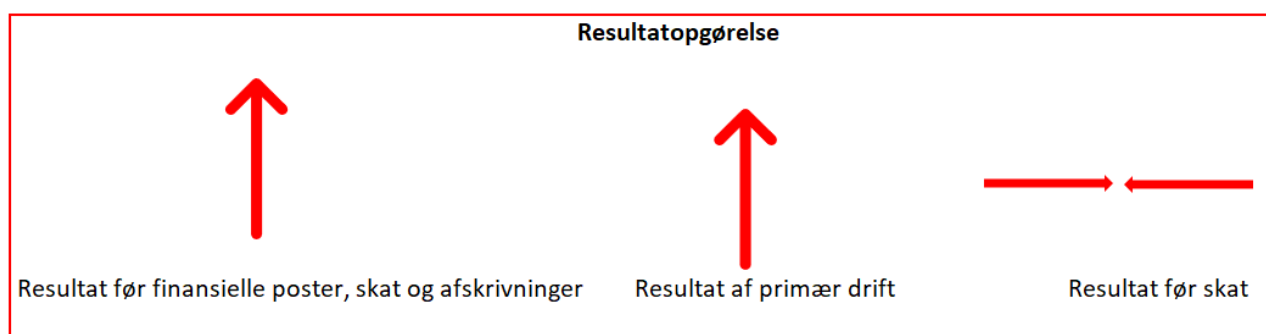 Resultatopgørelse
Resultat før finansielle poster, skat og afskrivninger
Resultat af primær drift
Resultat før skat